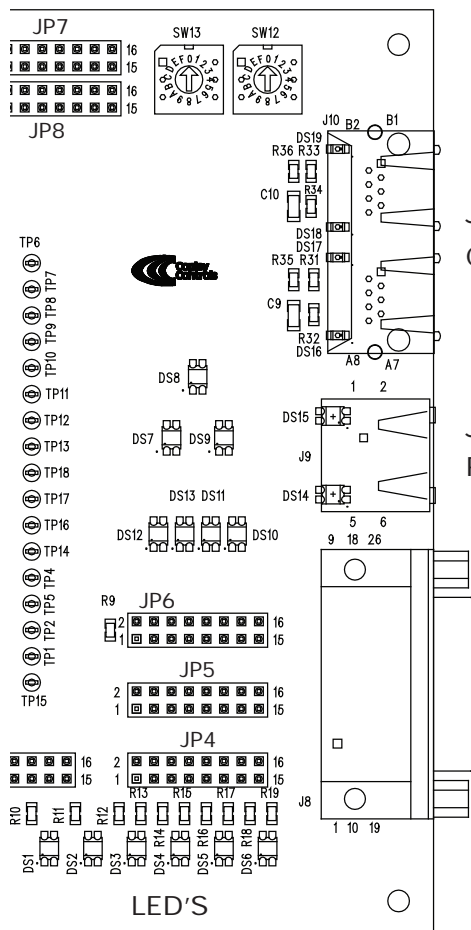 JP7
16
15
16
15
JP8
SW13
SW12
J10 B2 B1
DS19
R36 R33
C10 R34
DS18
DS17
R35 R31
C9
R32
DS16
A8 A7
TP6
TP7
TP8
TP9
TP10
TP11
TP12
TP13
TP18
TP17
TP16
TP14
TP4
TP5
TP2
TP1
TP15
Copley
Controls
DS8
DS7 DS9
DS13 DS11
DS12 DS10
1 2
DS15
J9
DS14
5 6
9 18 26
J8
1 10 19
R9
JP6
2 16
1 15
JP5
2 16
1 15
JP4
16 2 16
15 1 15
R13 R15 R17 R19
R10 R11 R12 R14 R16 R18
DS1 DS2 DS3 DS4 DS5 DS6
LED'S